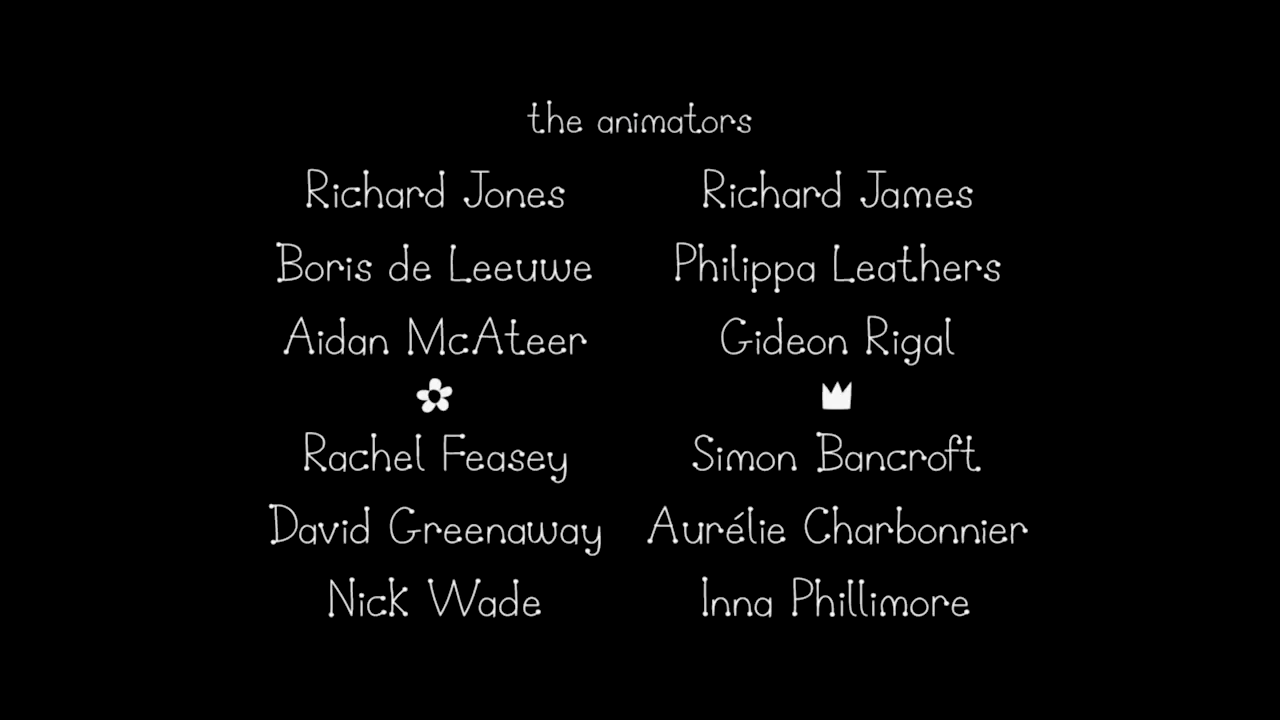 the animators
Richard Jones Richard James
Boris de Leeuwe Philippa Leathers
Aidan McAteer Gideon Rigal
Rachel Feasey Simon Bancroft
David Greenaway Aurélie Charbonnier
Nick Wade Inna Phillimore